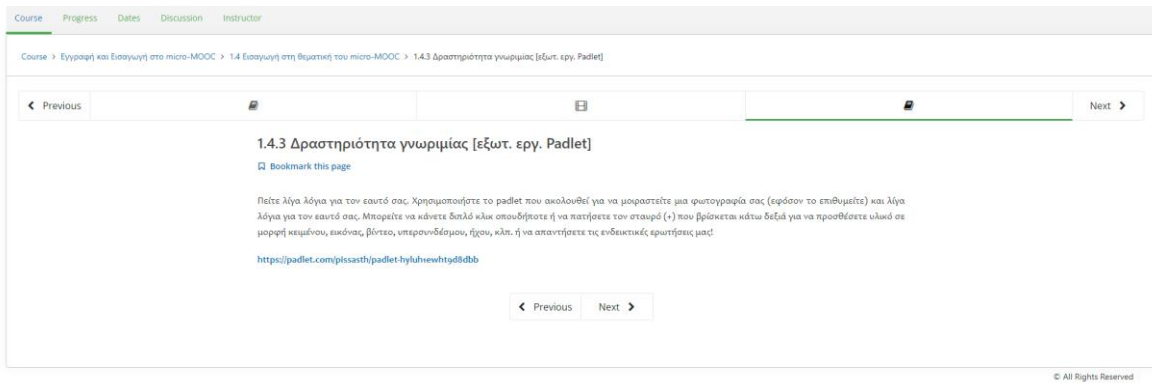 Course Progress Dates Discussion Instructor
Course > Εγγραφή και Εισαγωγή στο micro-MOOC > 1.4 Εισαγωγή στη θεματική του micro-MOOC > 1.4.3 Δραστηριότητα γνωριμίας [εξωτ. εργ. Padlet]
Previous Next
1.4.3 Δραστηριότητα γνωριμίας [εξωτ. εργ. Padlet]
Bookmark this page
Πείτε λίγα λόγια για τον εαυτό σας. Χρησιμοποιήστε το padlet που ακολουθεί για να μοιραστείτε μια φωτογραφία σας (εφόσον το επιθυμείτε) και λίγα
λόγια για τον εαυτό σας. Μπορείτε να κάνετε διπλό κλικ οπουδήποτε ή να πατήσετε τον σταυρό (+) που βρίσκεται κάτω δεξιά για να προσθέσετε υλικό σε
μορφή κειμένου, εικόνας, βίντεο, υπερσυνδέσμου, ήχου, κλπ. ή να απαντήσετε τις ενδεικτικές ερωτήσεις μας!
https://padlet.com/pissasth/padlet-hyluh1ewht9d8dbb
Previous Next
© All Rights Reserved